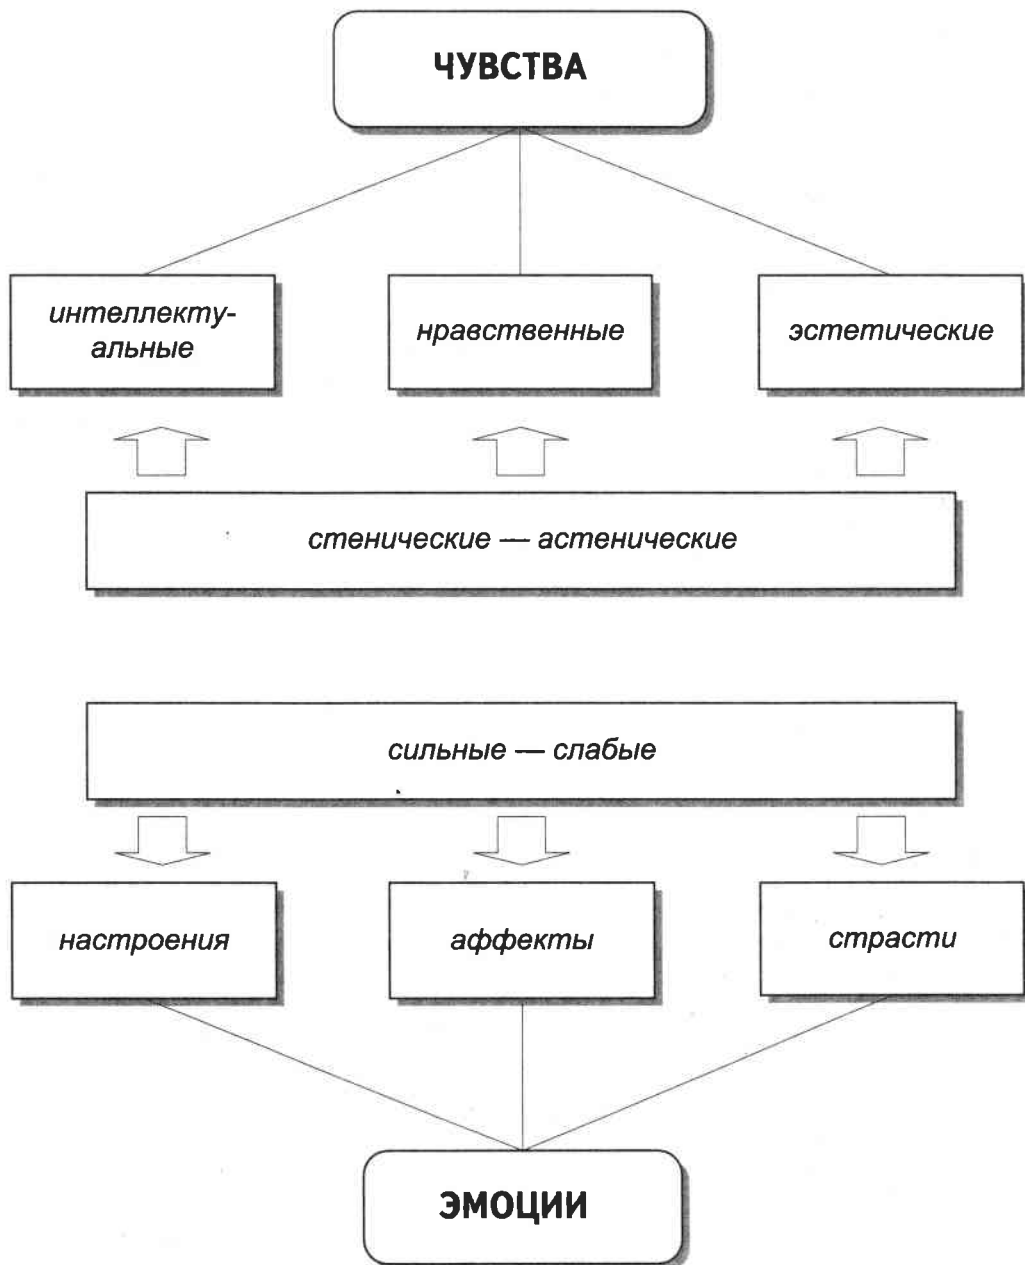 ЧУВСТВА
интеллекту-
альные
нравственные
эстетические
стенические — астенические
сильные — слабые
настроения
аффекты
страсти
ЭМОЦИИ